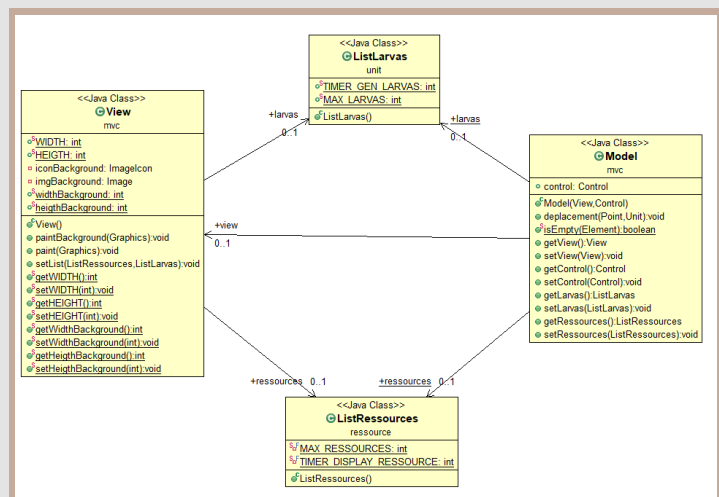 <<Java Class>>
ListLarvas
unit
TIMER_GEN_LARVAS: int
MAX_LARVAS: int
ListLarvas()
<<Java Class>>
View
mvc
WIDTH: int
HEIGTH: int
iconBackground: ImageIcon
imgBackground: Image
widthBackground: int
heigthBackground: int
View()
paintBackground(Graphics):void
paint(Graphics):void
setList(ListRessources,ListLarvas):void
getWIDTH():int
setWIDTH(int):void
getHEIGHT():int
setHEIGTH(int):void
getWidthBackground():int
setWidthBackground(int):void
getHeigthBackground():int
setHeigthBackground(int):void
+larvas
0..1
+larvas
0..1
<<Java Class>>
Model
mvc
control: Control
Model(View,Control)
deplacement(Point,Unit):void
isEmpty(Element):boolean
getView():View
setView(View):void
getControl():Control
setControl(Control):void
getLarvas():ListLarvas
setLarvas(ListLarvas):void
getRessources():ListRessources
setRessources(ListRessources):void
+view
0..1
+ressources 0..1
+ressources 0..1
<<Java Class>>
ListRessources
ressource
MAX_RESSOURCES: int
TIMER_DISPLAY_RESSOURCE: int
ListRessources()